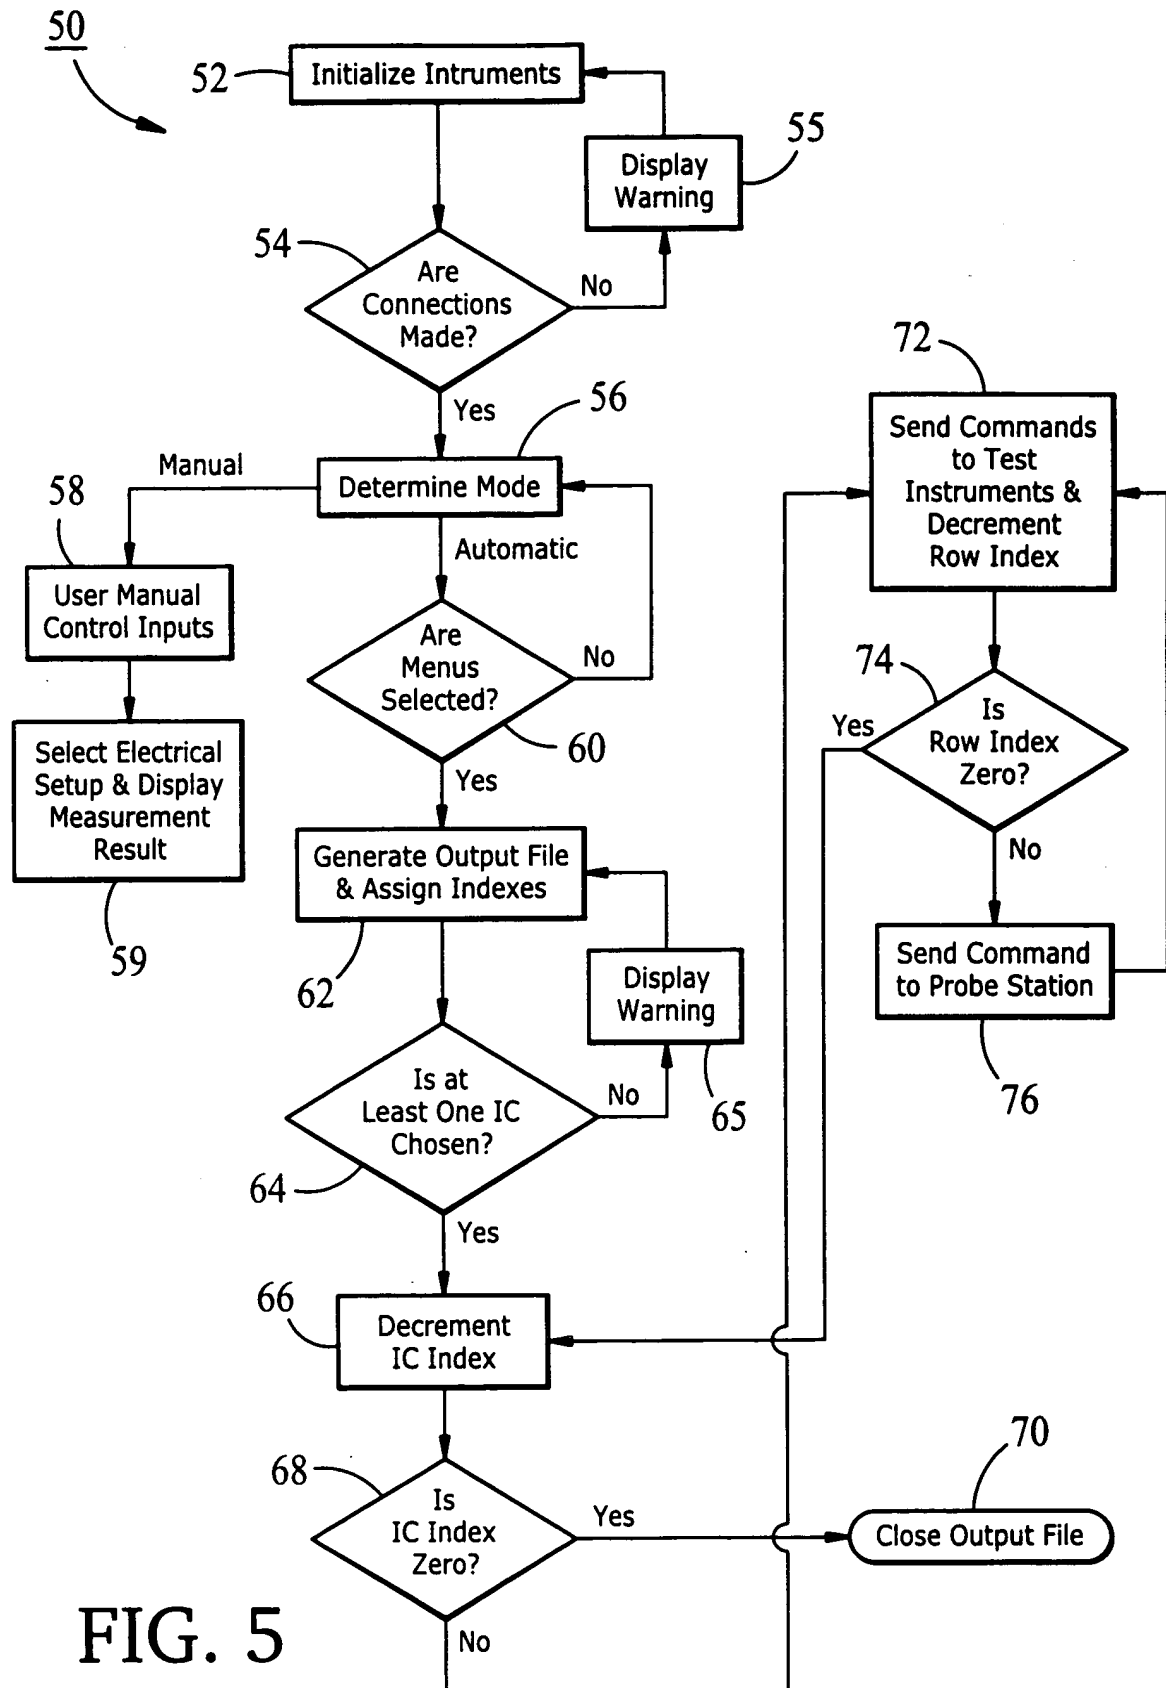 50
52
Initialize Intruments
55
Display
Warning
54
Are
Connections
Made?
No
Yes
56
Determine Mode
Manual
Automatic
58
User Manual
Control Inputs
Select Electrical
Setup & Display
Measurement
Result
59
Are
Menus
Selected?
No
60
Yes
Generate Output File
& Assign Indexes
62
Display
Warning
65
Is at
Least One IC
Chosen?
No
64
Yes
66
Decrement
IC Index
68
Is
IC Index
Zero?
Yes
No
70
Close Output File
72
Send Commands
to Test
Instruments &
Decrement
Row Index
74
Is
Row Index
Zero?
Yes
No
Send Command
to Probe Station
76
FIG. 5